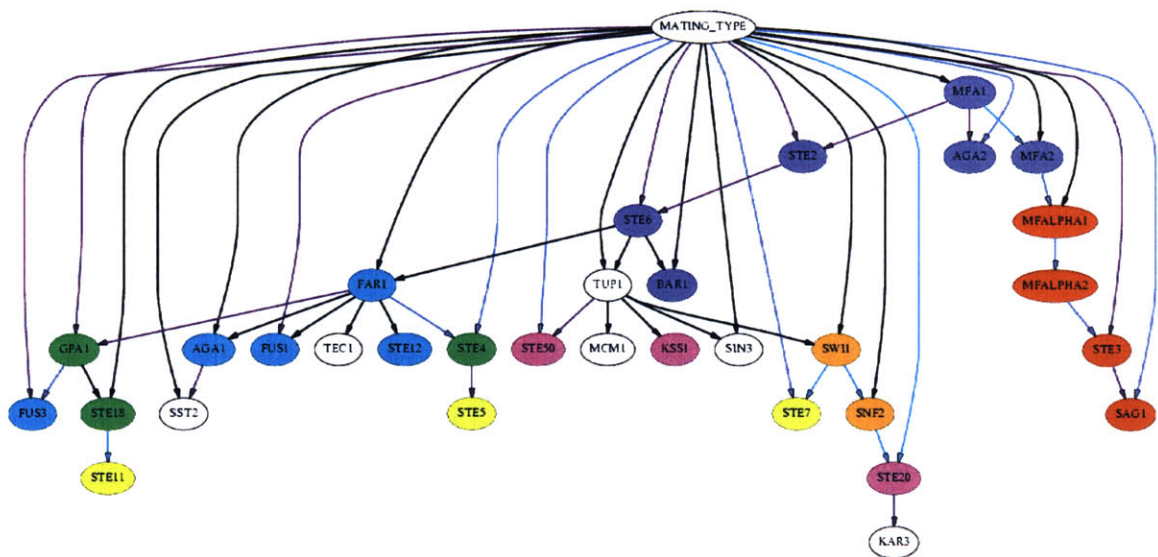 MATING_TYPE
MFA1
STE2
AGA2
MFA2
STE6
MFALPHA1
FAR1
TUP1
BAR1
MFALPHA2
GPA1
AGA1
FUS1
TEC1
STE12
STE4
STE50
MCM1
KSS1
SIN3
SWI1
STE3
FUS3
STE18
SST2
STE5
STE7
SNF2
SAG1
STE11
STE20
KAR3